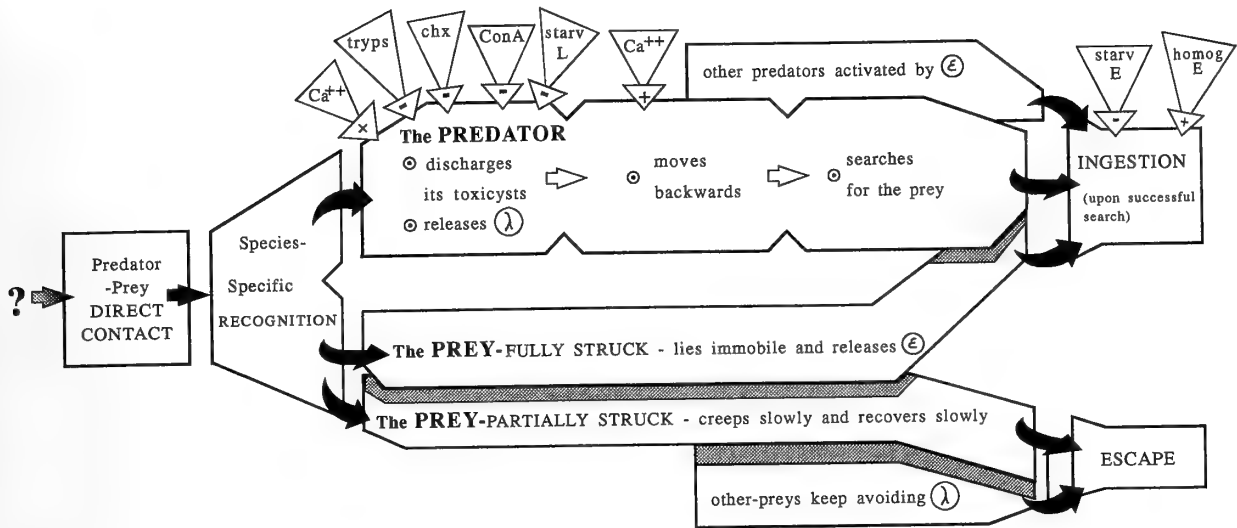 Ca++
×
tryps
-
chx
-
ConA
-
starv
L
-
Ca++
+
other predators activated by ε
starv
E
-
homog
E
+
The PREDATOR
discharges
its toxicysts
releases λ
moves
backwards
searches
for the prey
INGESTION
(upon successful
search)
?
Predator
-Prey
DIRECT
CONTACT
Species-
Specific
RECOGNITION
The PREY-FULLY STRUCK - lies immobile and releases ε
The PREY-PARTIALLY STRUCK - creeps slowly and recovers slowly
ESCAPE
other-preys keep avoiding λ